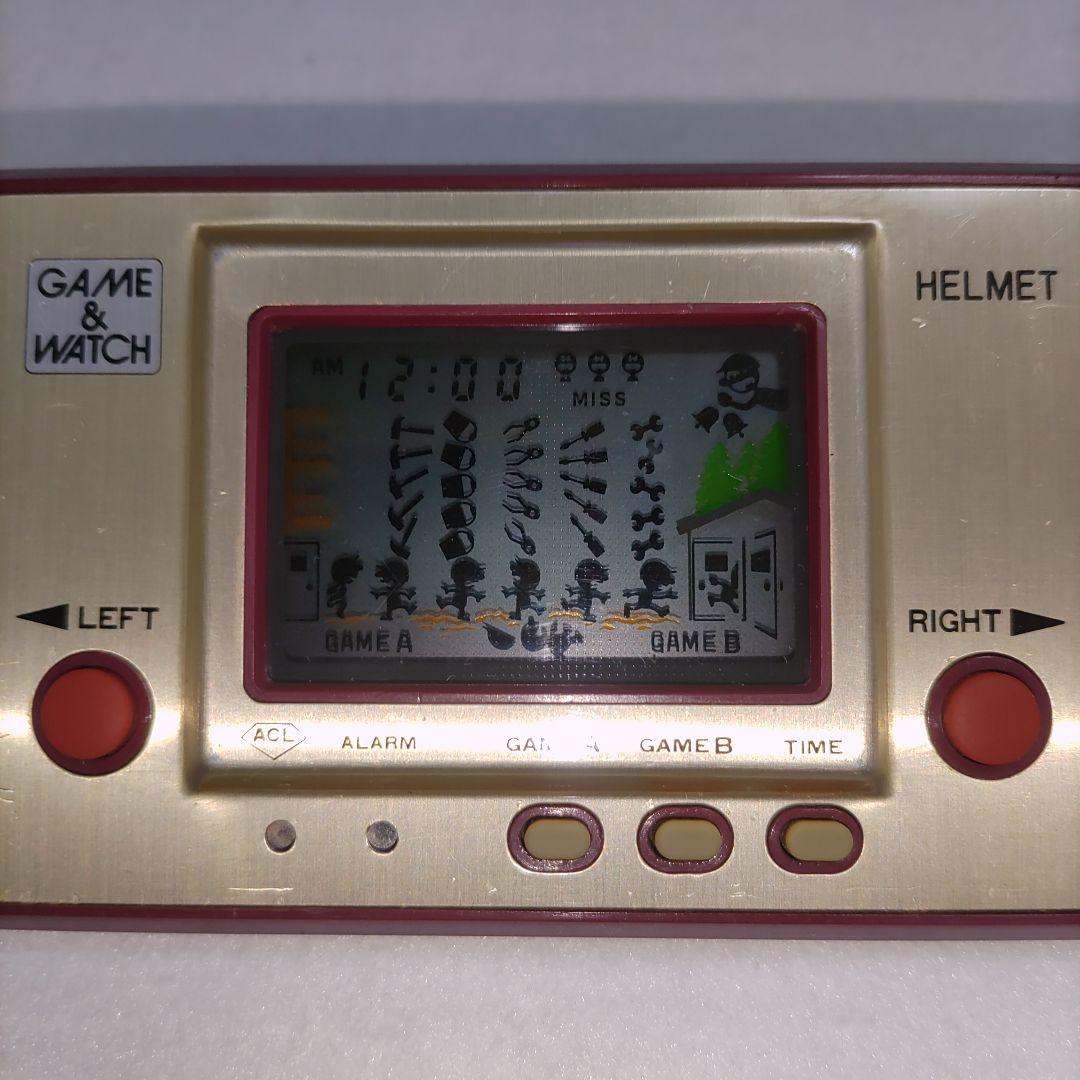 GAME
&
WATCH
HELMET
AM 12:00
MISS
◀ LEFT
RIGHT ▶
GAME A
GAME B
ACL
ALARM
GAME B
TIME